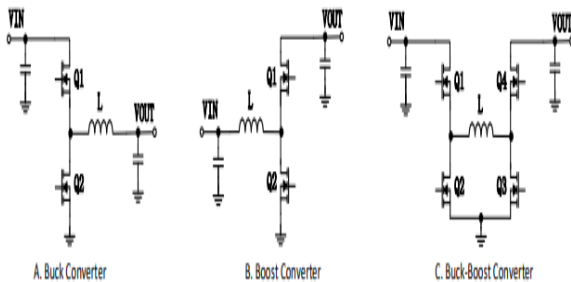 VIN
Q1
L
VOUT
Q2
A. Buck Converter
VOUT
Q1
VIN
L
Q2
B. Boost Converter
VIN
VOUT
Q1
Q4
L
Q2
Q3
C. Buck-Boost Converter